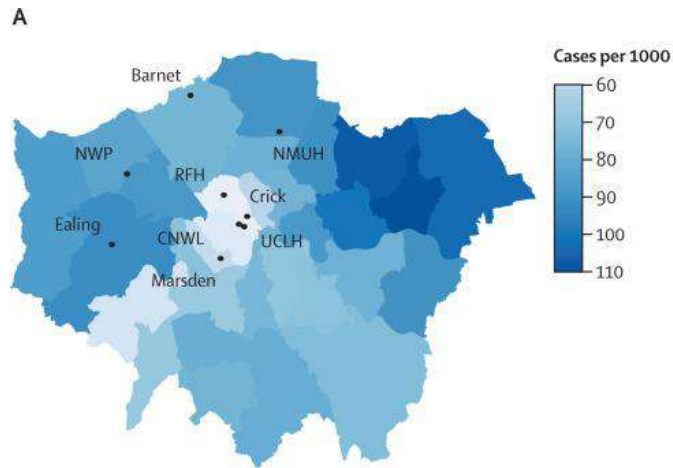 A
Cases per 1000
Barnet
60
70
NWP
RFH
NMUH
80
Crick
90
Ealing
CNWL
UCLH
100
Marsden
110